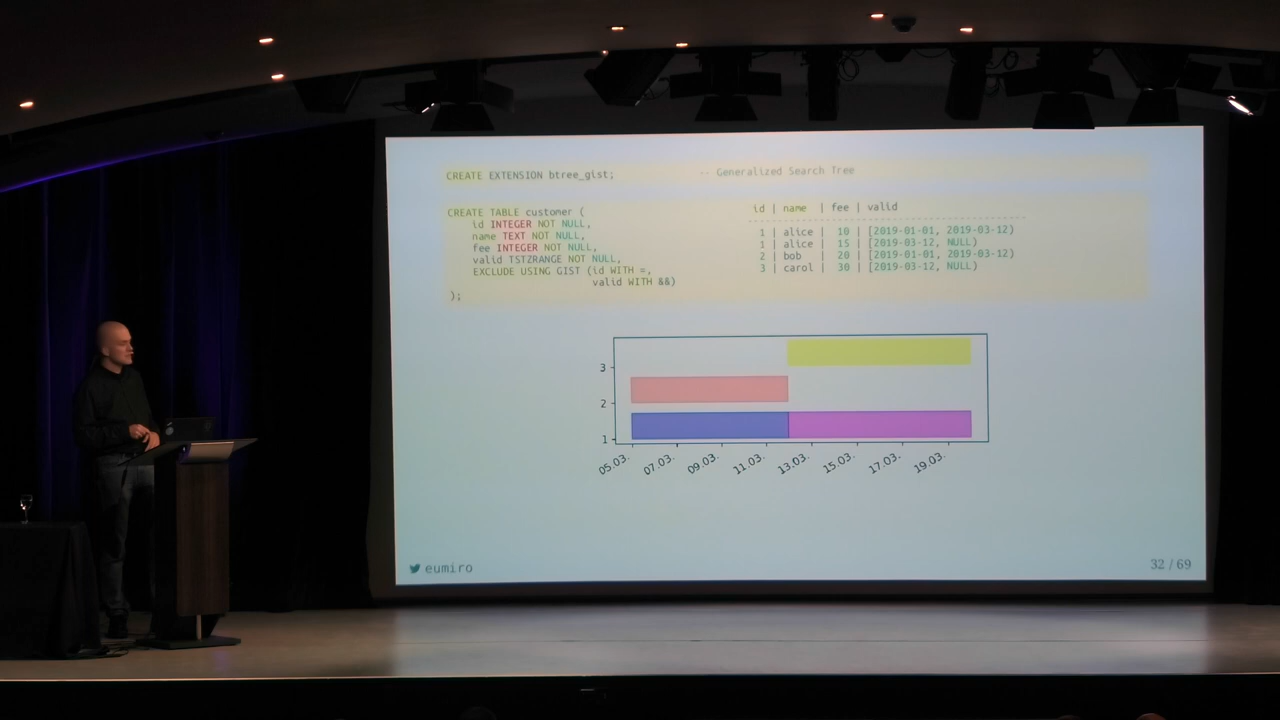 CREATE EXTENSION btree_gist;          -- Generalized Search Tree
CREATE TABLE customer (
    id INTEGER NOT NULL,
    name TEXT NOT NULL,
    fee INTEGER NOT NULL,
    valid TSTZRANGE NOT NULL,
    EXCLUDE USING GIST (id WITH =,
                        valid WITH &&)
);
id | name  | fee | valid
---------------------------------------------
 1 | alice |  10 | [2019-01-01, 2019-03-12)
 1 | alice |  15 | [2019-03-12, NULL)
 2 | bob   |  20 | [2019-01-01, 2019-03-12)
 3 | carol |  30 | [2019-03-12, NULL)
3
2
1
05.03. 07.03. 09.03. 11.03. 13.03. 15.03. 17.03. 19.03.
eumiro
32 / 69